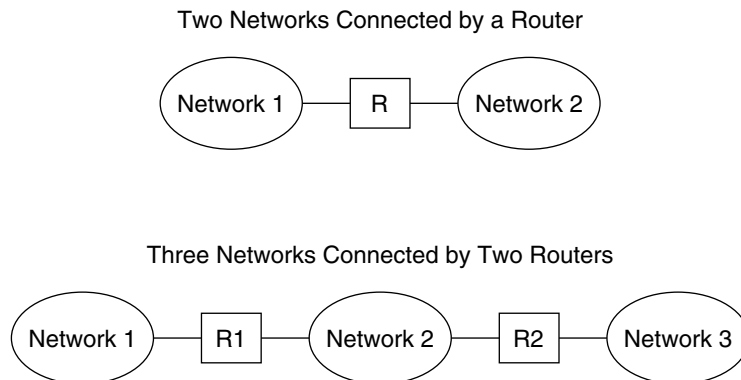 Two Networks Connected by a Router
Network 1 R Network 2
Three Networks Connected by Two Routers
Network 1 R1 Network 2 R2 Network 3